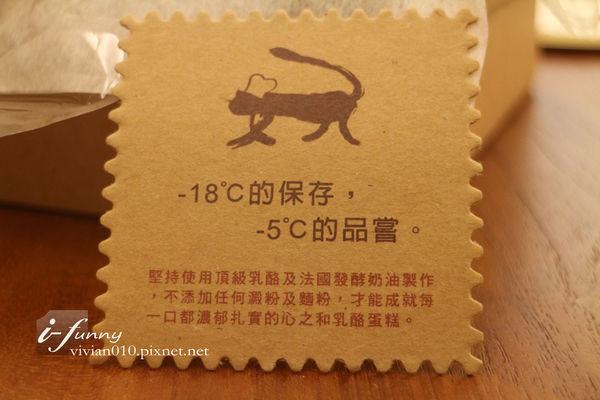 -18℃的保存，
-5℃的品嘗。
堅持使用頂級乳酪及法國發酵奶油製作
，不添加任何澱粉及麵粉，才能成就每
一口都濃郁扎實的心之和乳酪蛋糕。
i-funny
vivian010.pixnet.net